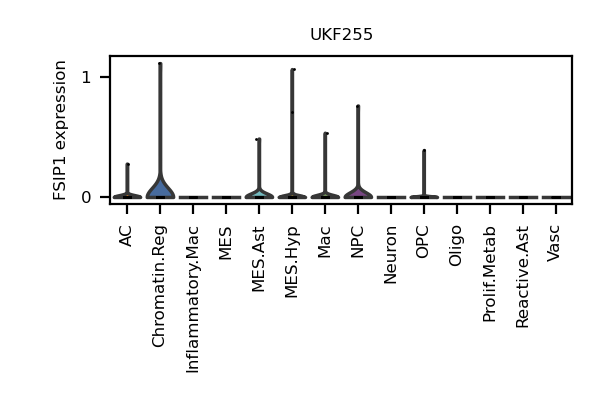 UKF255
FSIP1 expression
1
0
AC
Chromatin.Reg
Inflammatory.Mac
MES
MES.Ast
MES.Hyp
Mac
NPC
Neuron
OPC
Oligo
Prolif.Metab
Reactive.Ast
Vasc